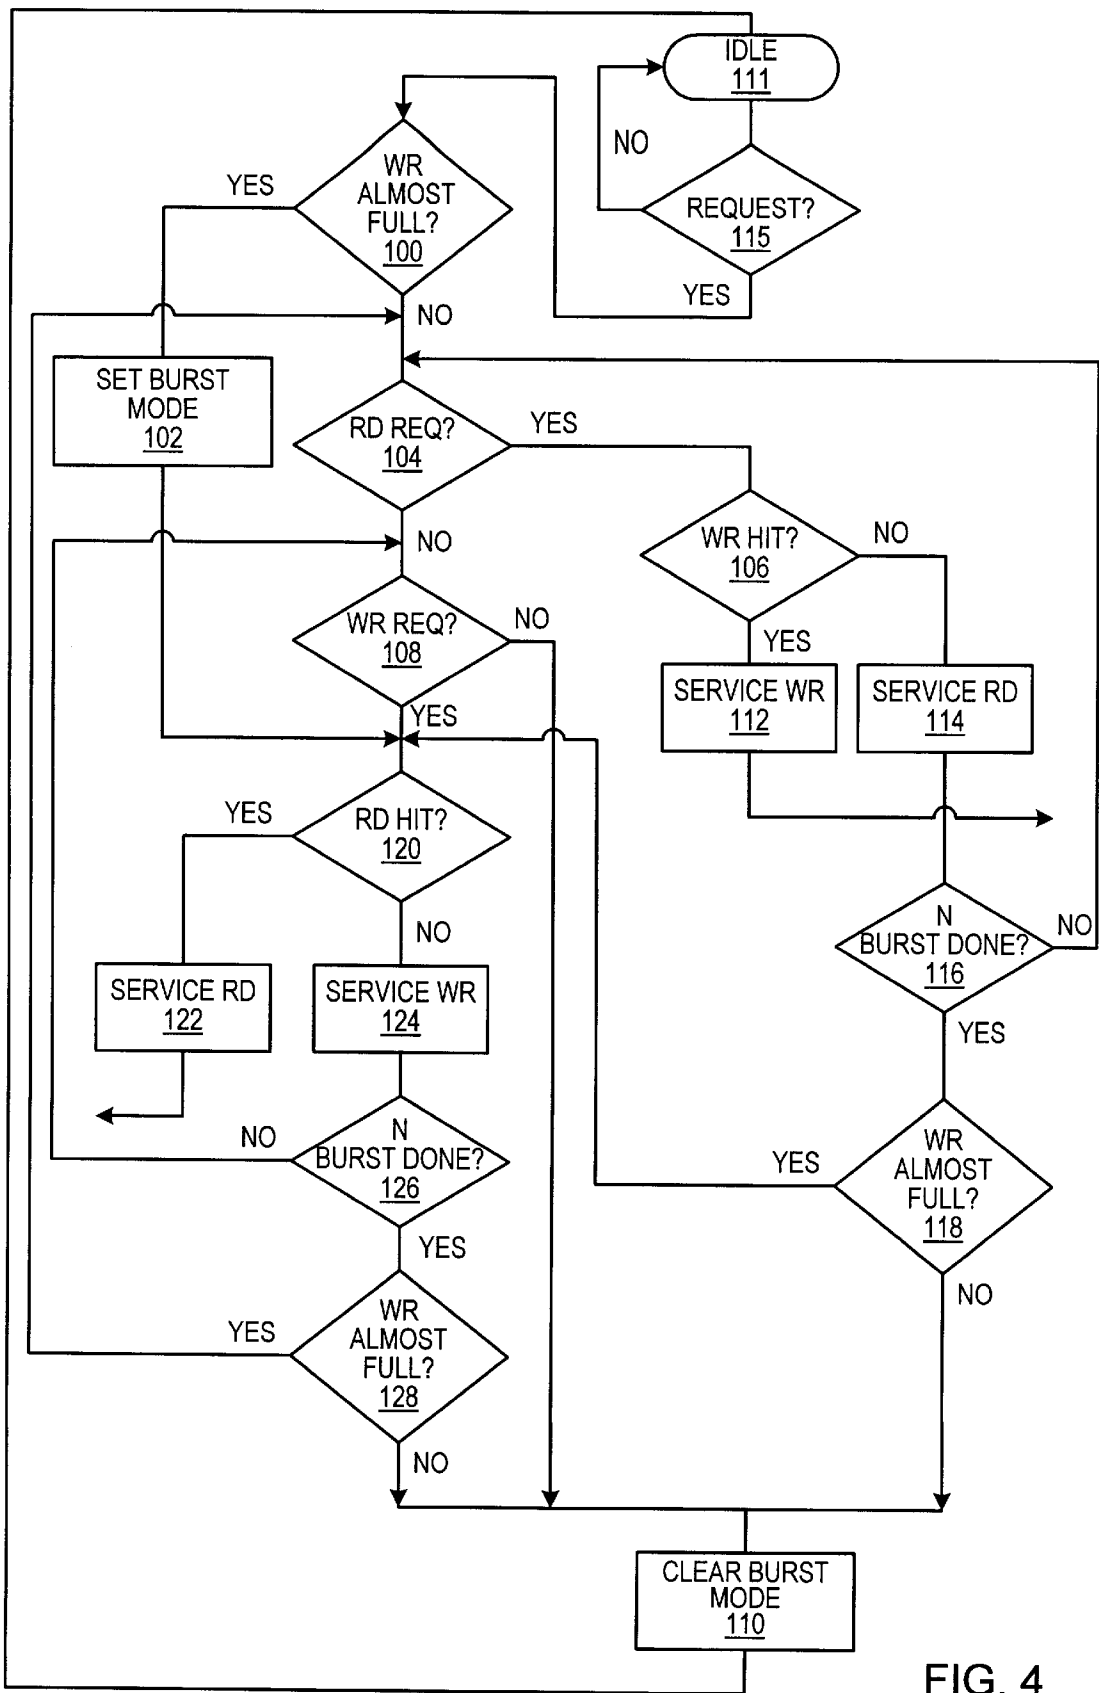 IDLE
111
NO
WR
ALMOST
FULL?
100
YES
REQUEST?
115
YES
NO
SET BURST
MODE
102
RD REQ?
104
YES
NO
WR HIT?
106
NO
WR REQ?
108
NO
YES
YES
SERVICE WR
112
SERVICE RD
114
RD HIT?
120
YES
NO
N
BURST DONE?
116
NO
YES
SERVICE RD
122
SERVICE WR
124
N
BURST DONE?
126
NO
YES
WR
ALMOST
FULL?
118
YES
NO
WR
ALMOST
FULL?
128
YES
NO
CLEAR BURST
MODE
110
FIG. 4